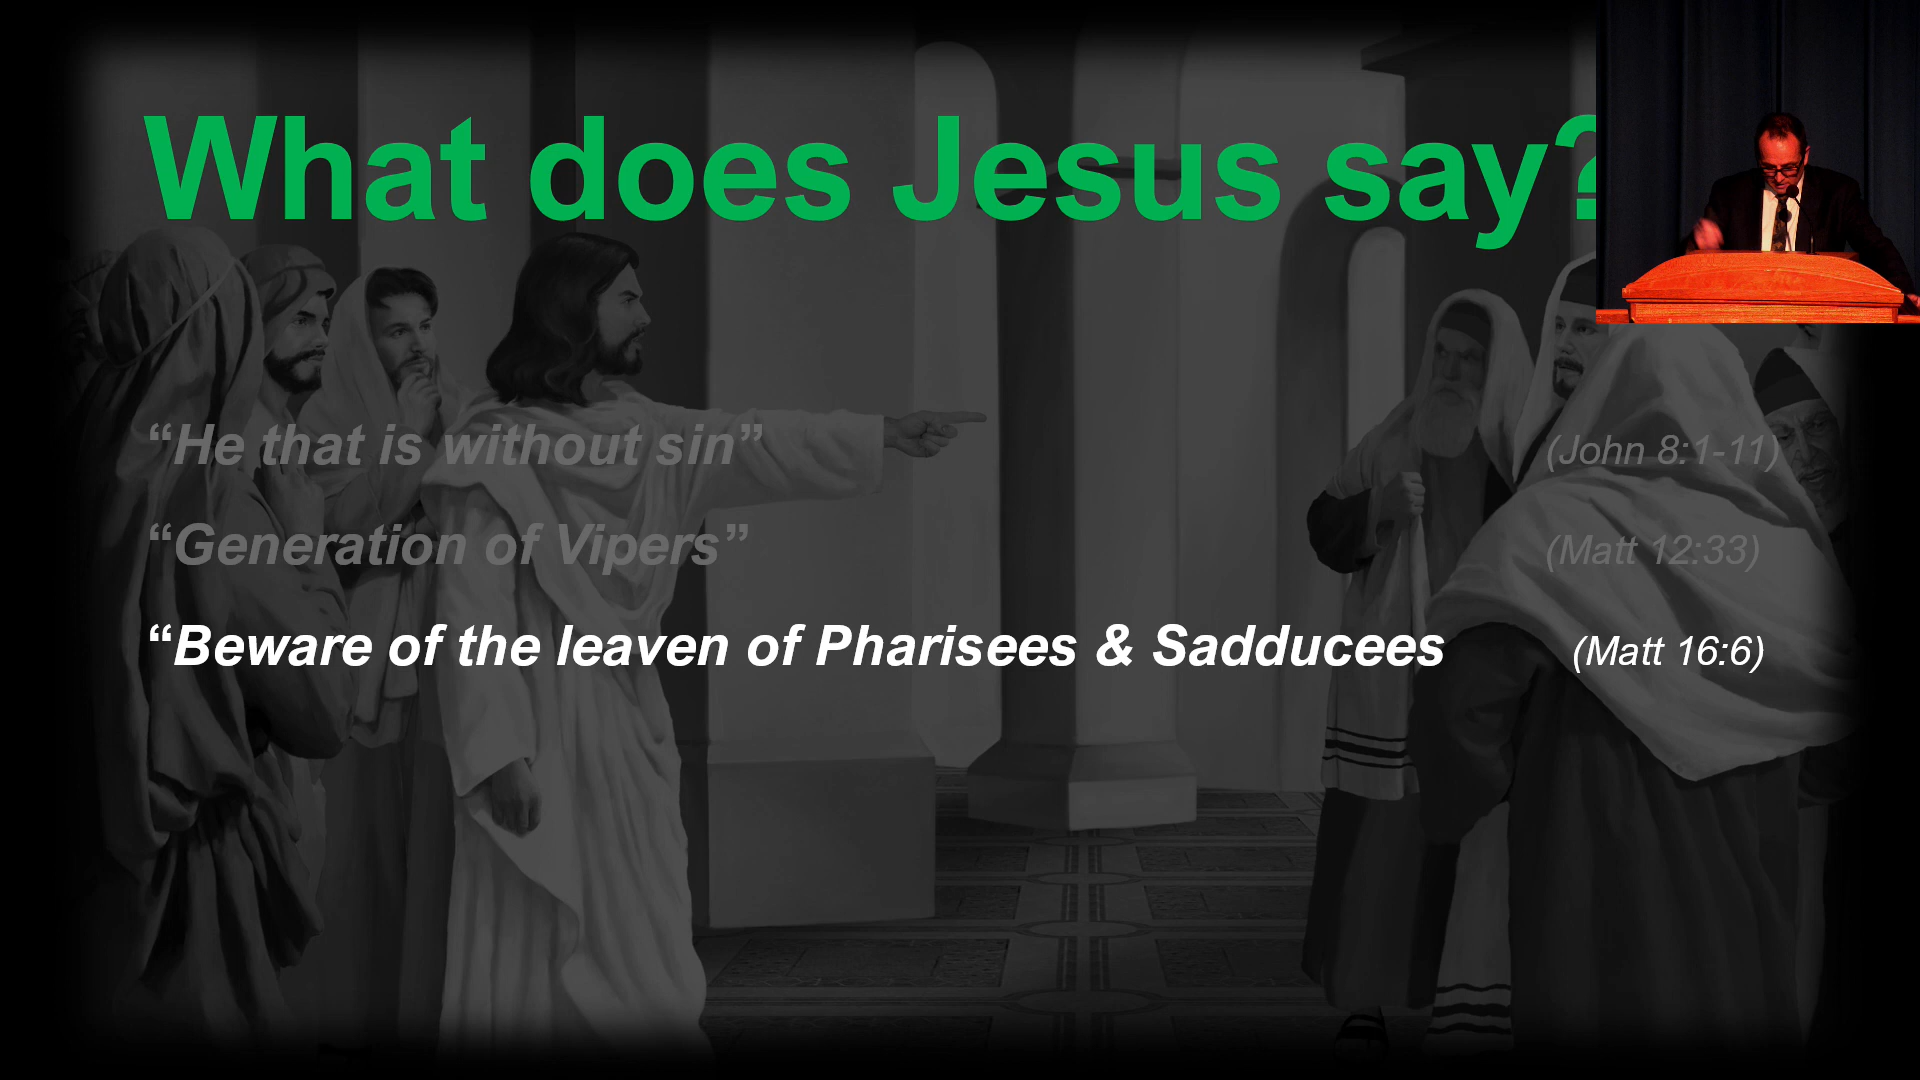 What does Jesus say?
“He that is without sin” (John 8:1-11)
“Generation of Vipers” (Matt 12:33)
“Beware of the leaven of Pharisees & Sadducees (Matt 16:6)